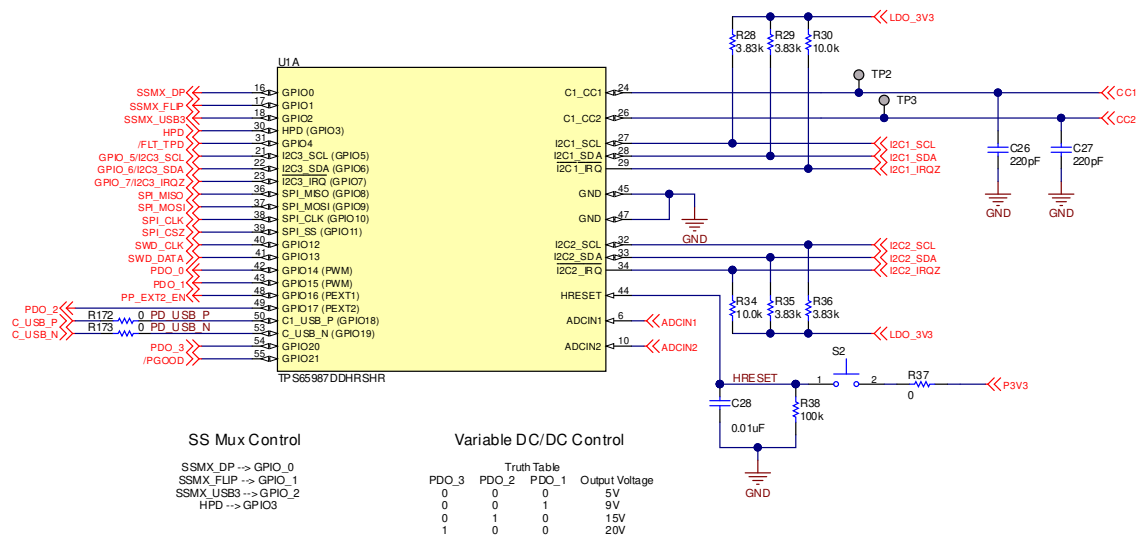 LDO_3V3
R28 R29 R30
3.83k 3.83k 10.0k
U1A
TP2
SSMX_DP 16 GPIO0 C1_CC1 24 CC1
SSMX_FLIP 17 GPIO1 TP3
SSMX_USB3 18 GPIO2 C1_CC2 26 CC2
HPD 30 HPD (GPIO3)
/FLT_TPD 31 GPIO4 I2C1_SCL 27 I2C1_SCL
GPIO_5/I2C3_SCL 21 I2C3_SCL (GPIO5) I2C1_SDA 28 I2C1_SDA
GPIO_6/I2C3_SDA 22 I2C3_SDA (GPIO6) I2C1_IRQ 29 I2C1_IRQZ
C26 C27
220pF 220pF
GPIO_7/I2C3_IRQZ 23 I2C3_IRQ (GPIO7)
SPI_MISO 36 SPI_MISO (GPIO8) GND 45
SPI_MOSI 37 SPI_MOSI (GPIO9)
SPI_CLK 38 SPI_CLK (GPIO10) GND 47
GND GND
SPI_CSZ 39 SPI_SS (GPIO11)
GND
SWD_CLK 40 GPIO12 I2C2_SCL 32 I2C2_SCL
SWD_DATA 41 GPIO13 I2C2_SDA 33 I2C2_SDA
PDO_0 42 GPIO14 (PWM) I2C2_IRQ 34 I2C2_IRQZ
PDO_1 43 GPIO15 (PWM)
PP_EXT2_EN 48 GPIO16 (PEXT1) HRESET 44
R34 R35 R36
10.0k 3.83k 3.83k
PDO_2 49 GPIO17 (PEXT2)
C_USB_P R172 0 PD_USB_P 50 C1_USB_P (GPIO18) ADCIN1 6 ADCIN1
C_USB_N R173 0 PD_USB_N 53 C_USB_N (GPIO19)
LDO_3V3
PDO_3 54 GPIO20 ADCIN2 10 ADCIN2
/PGOOD 55 GPIO21
S2
TPS65987DDHRSHR
HRESET 1 2 R37 P3V3
0
C28 R38
0.01uF 100k
GND
SS Mux Control
SSMX_DP --> GPIO_0
SSMX_FLIP --> GPIO_1
SSMX_USB3 --> GPIO_2
HPD --> GPIO3
Variable DC/DC Control
Truth Table
PDO_3 PDO_2 PDO_1 Output Voltage
0 0 0 5V
0 0 1 9V
0 1 0 15V
1 0 0 20V